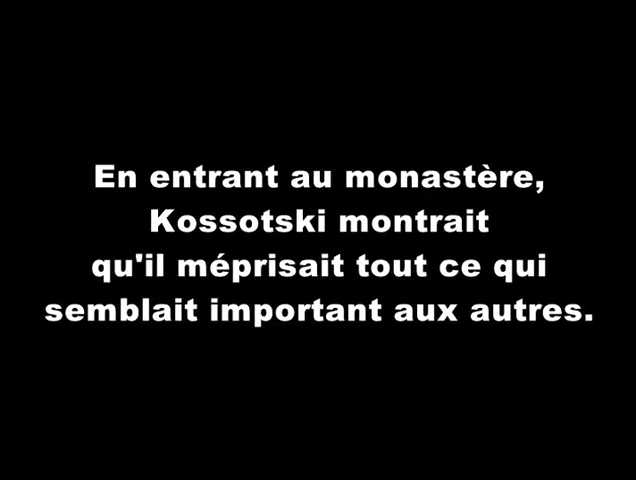 En entrant au monastère,
Kossotski montrait
qu'il méprisait tout ce qui
semblait important aux autres.